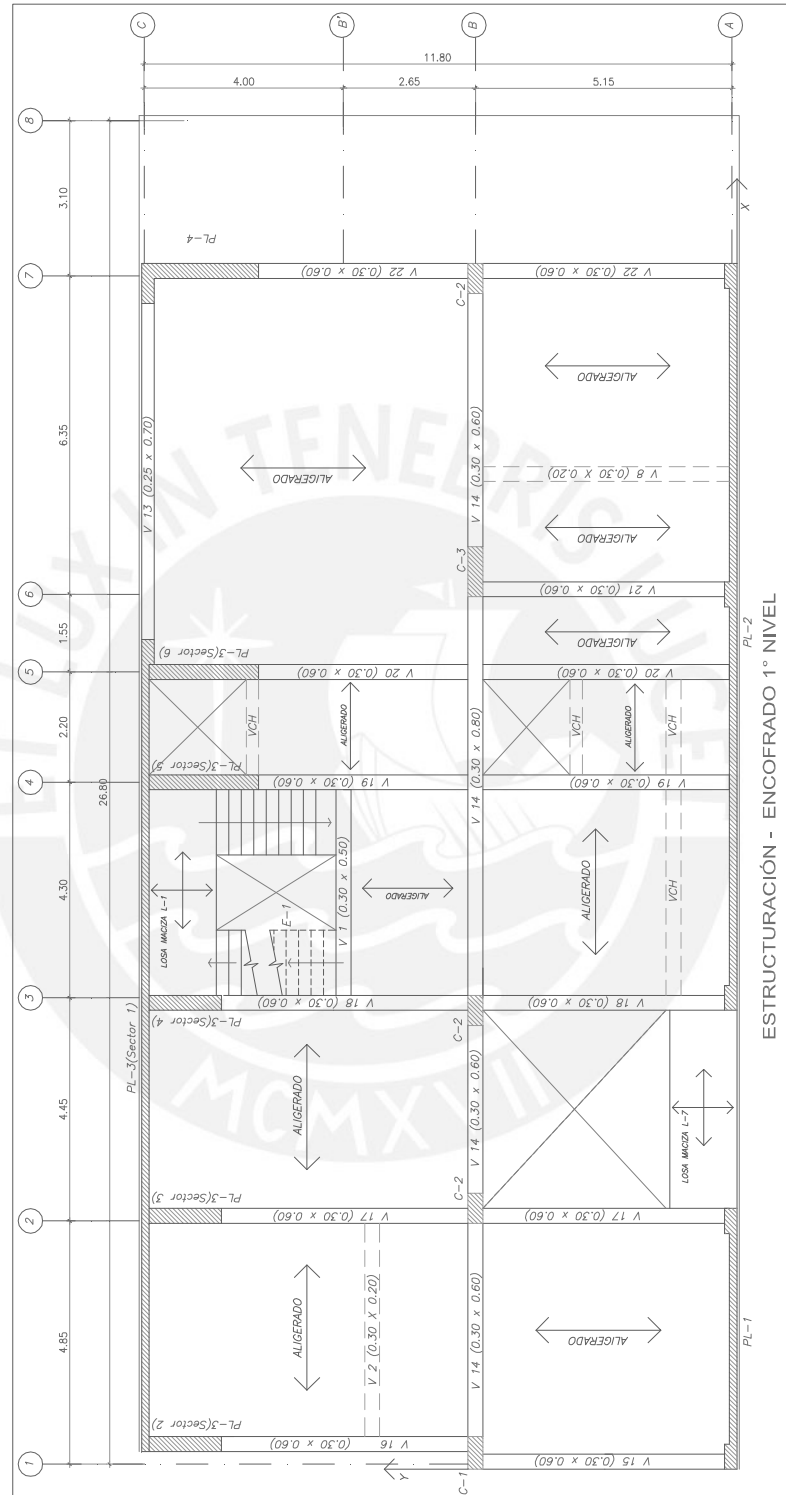 1
2
3
4
5
6
7
8
4.85
4.45
4.30
2.20
1.55
6.35
3.10
26.80
C
B'
B
A
4.00
2.65
5.15
11.80
PL-3(Sector 1)
PL-3(Sector 2)
PL-3(Sector 3)
PL-3(Sector 4)
PL-3(Sector 5)
PL-3(Sector 6)
PL-4
V 13 (0.25 x 0.70)
LOSA MACIZA L-1
E-1
V 1 (0.30 x 0.50)
VCH
ALIGERADO
ALIGERADO
ALIGERADO
ALIGERADO
ALIGERADO
V 2 (0.30 x 0.20)
V 16 (0.30 x 0.60)
V 17 (0.30 x 0.60)
V 18 (0.30 x 0.60)
V 19 (0.30 x 0.60)
V 20 (0.30 x 0.60)
V 22 (0.30 x 0.60)
C-1
C-2
C-2
C-3
C-2
V 14 (0.30 x 0.60)
V 14 (0.30 x 0.60)
V 14 (0.30 x 0.80)
V 14 (0.30 x 0.60)
V 15 (0.30 x 0.60)
V 17 (0.30 x 0.60)
V 18 (0.30 x 0.60)
V 19 (0.30 x 0.60)
V 20 (0.30 x 0.60)
V 21 (0.30 x 0.60)
V 8 (0.30 X 0.20)
V 22 (0.30 x 0.60)
ALIGERADO
ALIGERADO
ALIGERADO
ALIGERADO
ALIGERADO
ALIGERADO
VCH
VCH
VCH
LOSA MACIZA L-7
PL-1
PL-2
Y
X
ESTRUCTURACIÓN - ENCOFRADO 1° NIVEL
ET LUX IN TENEBRIS LUCET
MCMXVII